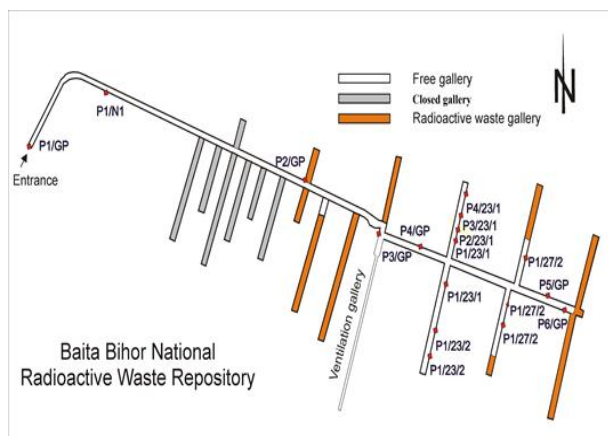 P1/N1
P1/GP
Entrance
Free gallery
Closed gallery
Radioactive waste gallery
N
P2/GP
P4/GP
P3/GP
P4/23/1
P3/23/1
P2/23/1
P1/23/1
P1/27/2
P5/GP
P6/GP
P1/23/1
P1/27/2
P1/27/2
P1/23/2
P1/23/2
Ventilation gallery
Baita Bihor National
Radioactive Waste Repository